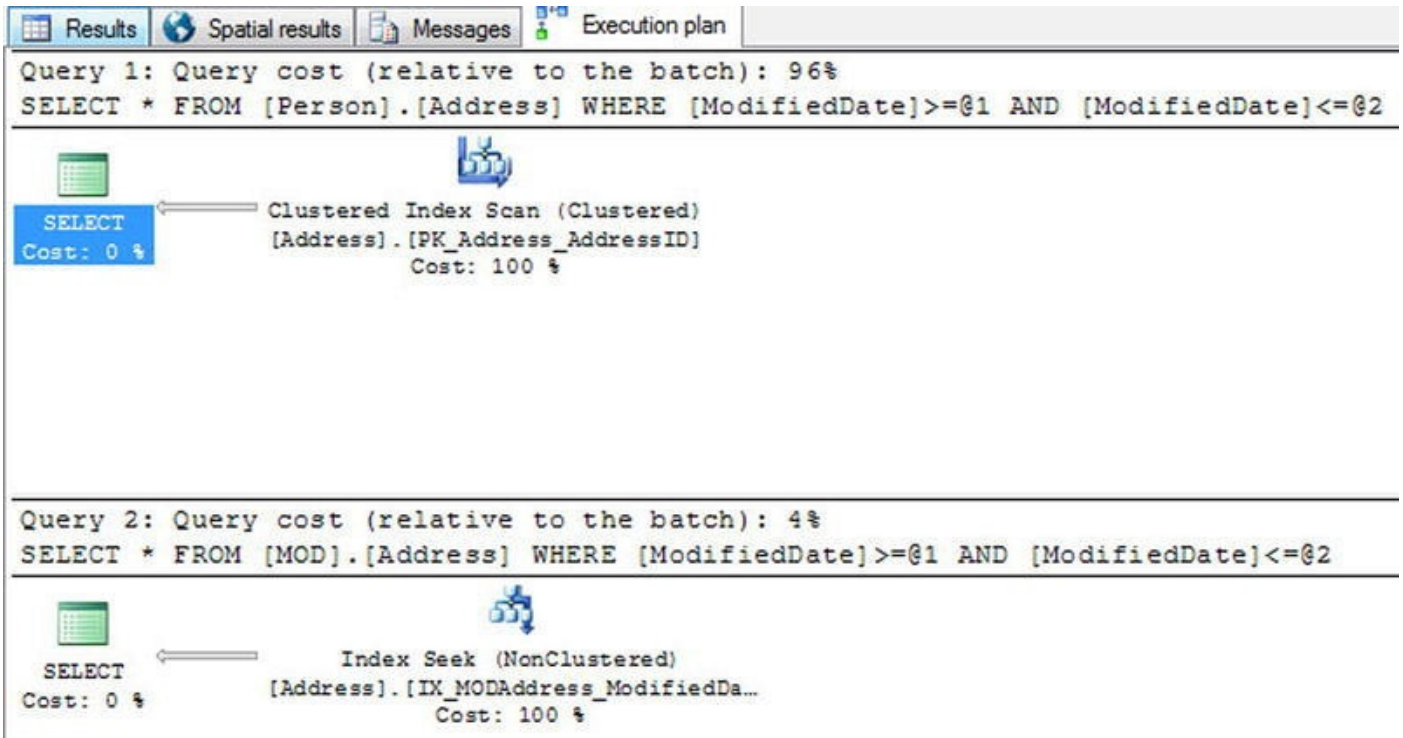 Results Spatial results Messages Execution plan
Query 1: Query cost (relative to the batch): 96%
SELECT * FROM [Person].[Address] WHERE [ModifiedDate]>=@1 AND [ModifiedDate]<=@2
SELECT
Cost: 0 %
Clustered Index Scan (Clustered)
[Address].[PK_Address_AddressID]
Cost: 100 %
Query 2: Query cost (relative to the batch): 4%
SELECT * FROM [MOD].[Address] WHERE [ModifiedDate]>=@1 AND [ModifiedDate]<=@2
SELECT
Cost: 0 %
Index Seek (NonClustered)
[Address].[IX_MODAddress_ModifiedDa…
Cost: 100 %